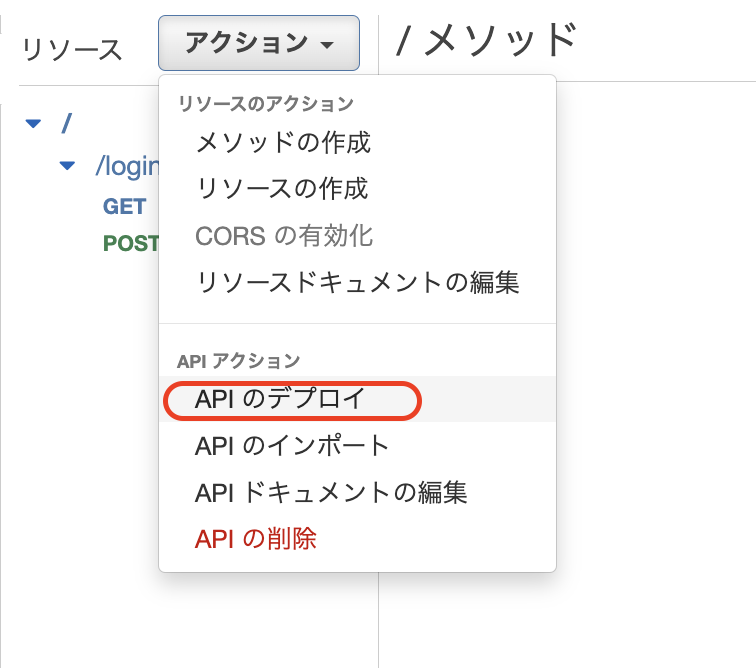 リソース
アクション
/ メソッド
/
/login
GET
POST
リソースのアクション
メソッドの作成
リソースの作成
CORS の有効化
リソースドキュメントの編集
API アクション
API のデプロイ
API のインポート
API ドキュメントの編集
API の削除